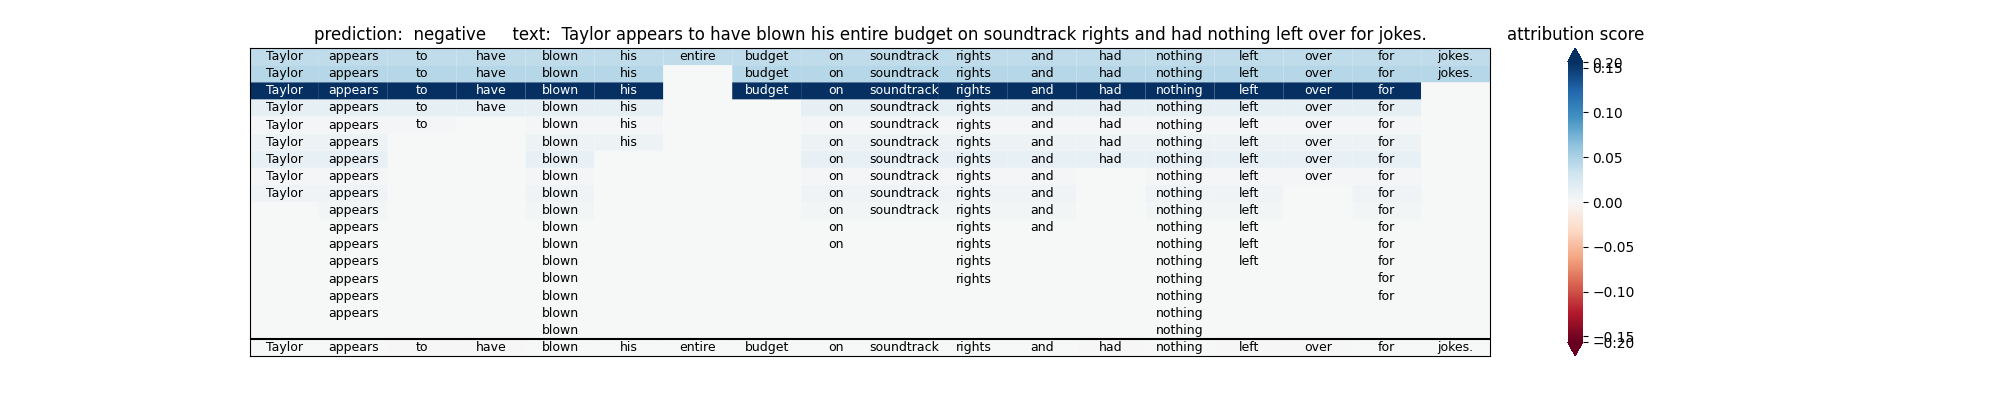 prediction:  negative     text:  Taylor appears to have blown his entire budget on soundtrack rights and had nothing left over for jokes.     attribution score
Taylor appears to have blown his entire budget on soundtrack rights and had nothing left over for jokes.
Taylor appears to have blown his budget on soundtrack rights and had nothing left over for jokes.
Taylor appears to have blown his budget on soundtrack rights and had nothing left over for
Taylor appears to have blown his on soundtrack rights and had nothing left over for
Taylor appears to blown his on soundtrack rights and had nothing left over for
Taylor appears blown his on soundtrack rights and had nothing left over for
Taylor appears blown on soundtrack rights and had nothing left over for
Taylor appears blown on soundtrack rights and nothing left over for
Taylor appears blown on soundtrack rights and nothing left for
appears blown on soundtrack rights and nothing left for
appears blown on rights and nothing left for
appears blown on rights nothing left for
appears blown rights nothing left for
appears blown rights nothing for
appears blown nothing for
appears blown nothing
blown nothing
Taylor appears to have blown his entire budget on soundtrack rights and had nothing left over for jokes.
0.20
0.15
0.10
0.05
0.00
−0.05
−0.10
−0.15
−0.20